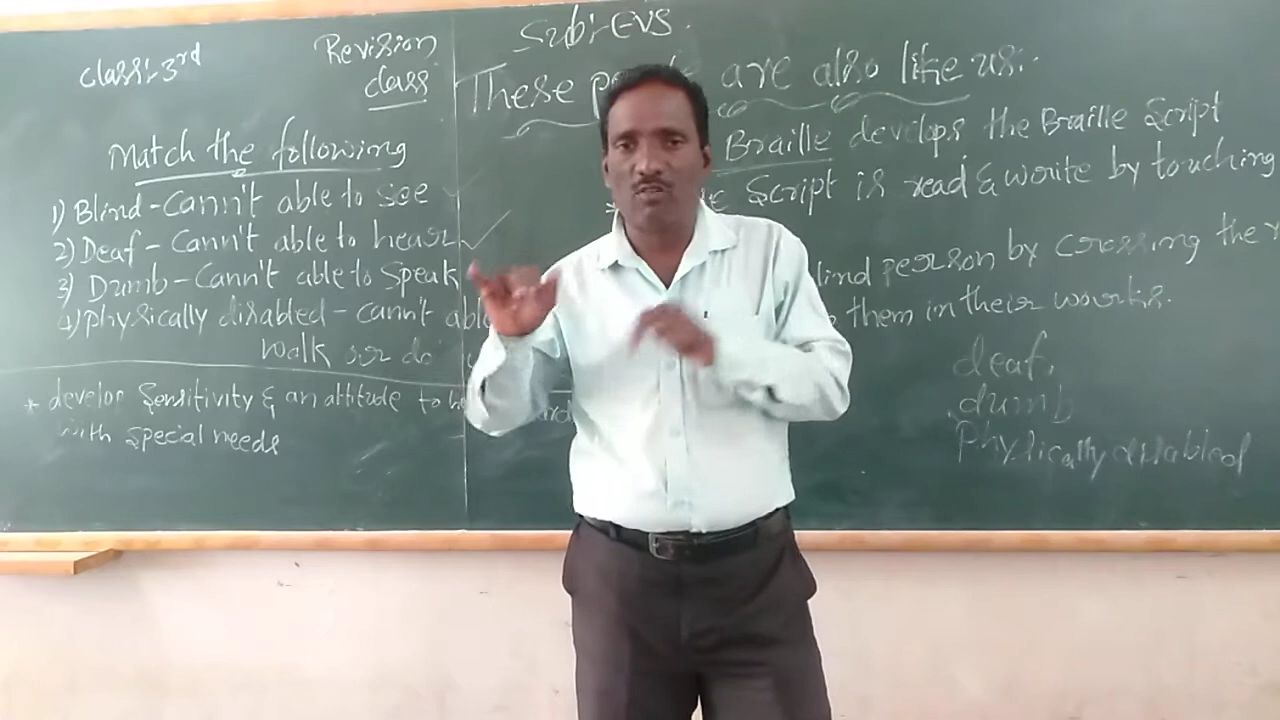 Class:- 3rd
Revision
class
Sub:- EVS.
These are also like us:-
Match the following
1) Blind - Cann't able to see
2) Deaf - Cann't able to hear
3) Dumb - Cann't able to Speak
4) physically disabled - cann't able
walk or do
* develop Sensitivity & an attitude to
with special needs
Braille develops the Braille Script
Script is read & write by touching
person by crossing the
them in their works.
deaf,
dumb
physically disabled